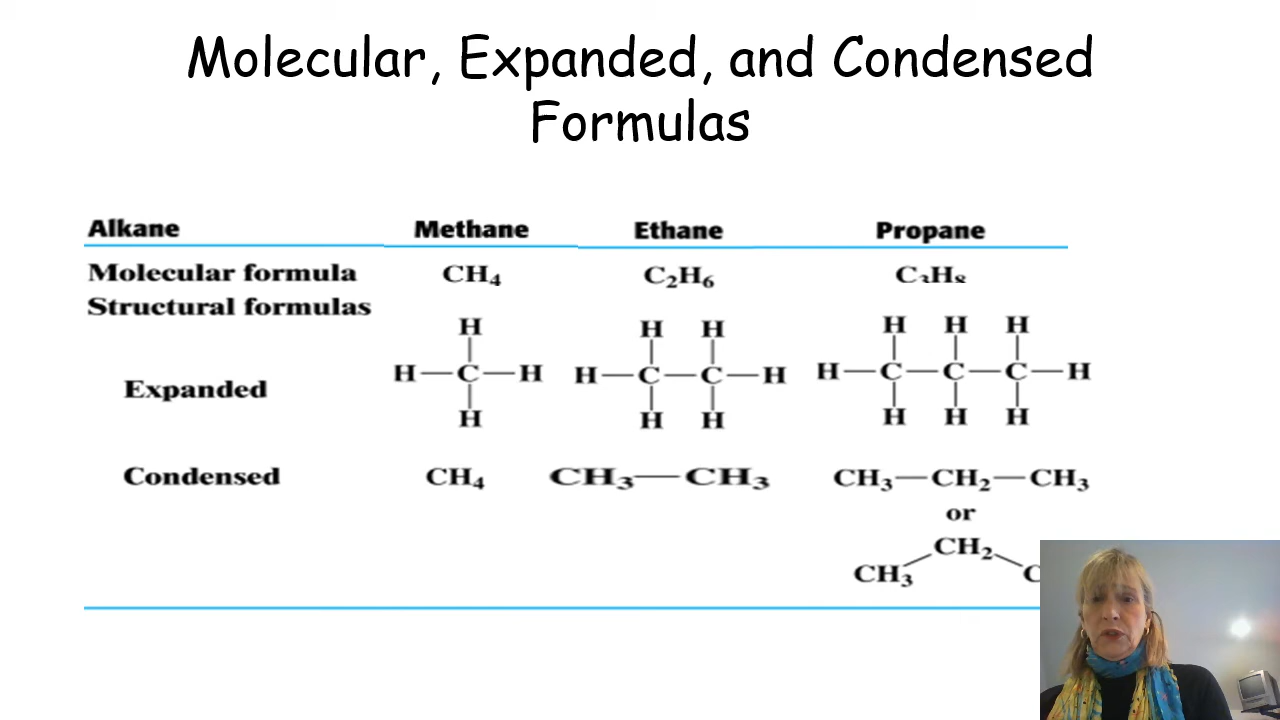 Molecular, Expanded, and Condensed
Formulas
Alkane Methane Ethane Propane
Molecular formula CH₄ C₂H₆ C₃H₈
Structural formulas
H H H H H H
Expanded H—C—H H—C—C—H H—C—C—C—H
H H H H H H
Condensed CH₄ CH₃—CH₃ CH₃—CH₂—CH₃
or
CH₂
CH₃ C